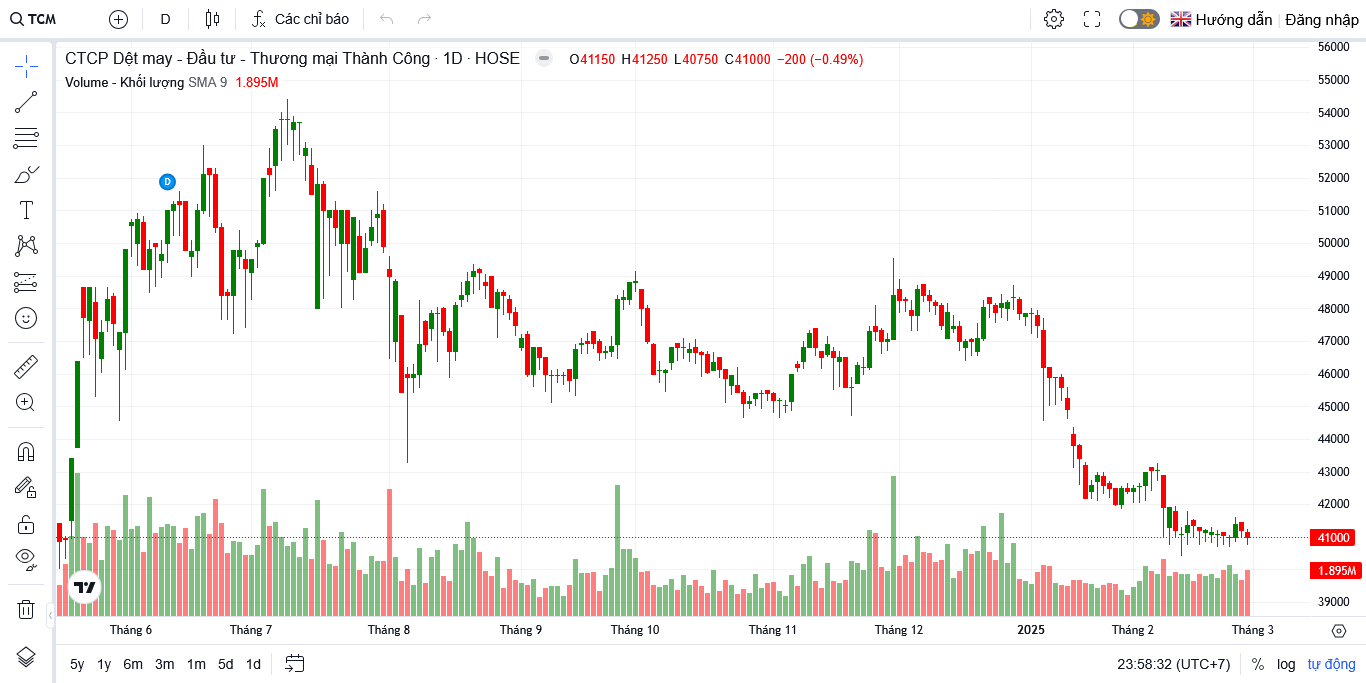 TCM D Các chỉ báo Hướng dẫn Đăng nhập
CTCP Dệt may - Đầu tư - Thương mại Thành Công · 1D · HOSE O41150 H41250 L40750 C41000 −200 (−0.49%)
Volume - Khối lượng SMA 9 1.895M
56000
55000
54000
53000
52000
51000
50000
49000
48000
47000
46000
45000
44000
43000
42000
41000
1.895M
39000
D
Tháng 6 Tháng 7 Tháng 8 Tháng 9 Tháng 10 Tháng 11 Tháng 12 2025 Tháng 2 Tháng 3
5y 1y 6m 3m 1m 5d 1d 23:58:32 (UTC+7) % log tự động